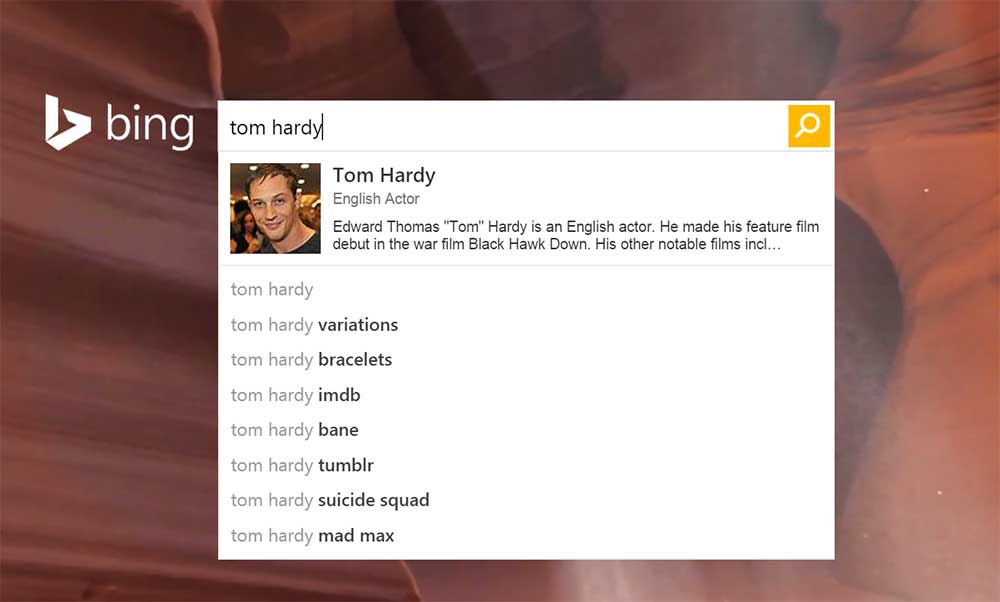 bing
tom hardy
Tom Hardy
English Actor
Edward Thomas "Tom" Hardy is an English actor. He made his feature film
debut in the war film Black Hawk Down. His other notable films incl…
tom hardy
tom hardy variations
tom hardy bracelets
tom hardy imdb
tom hardy bane
tom hardy tumblr
tom hardy suicide squad
tom hardy mad max